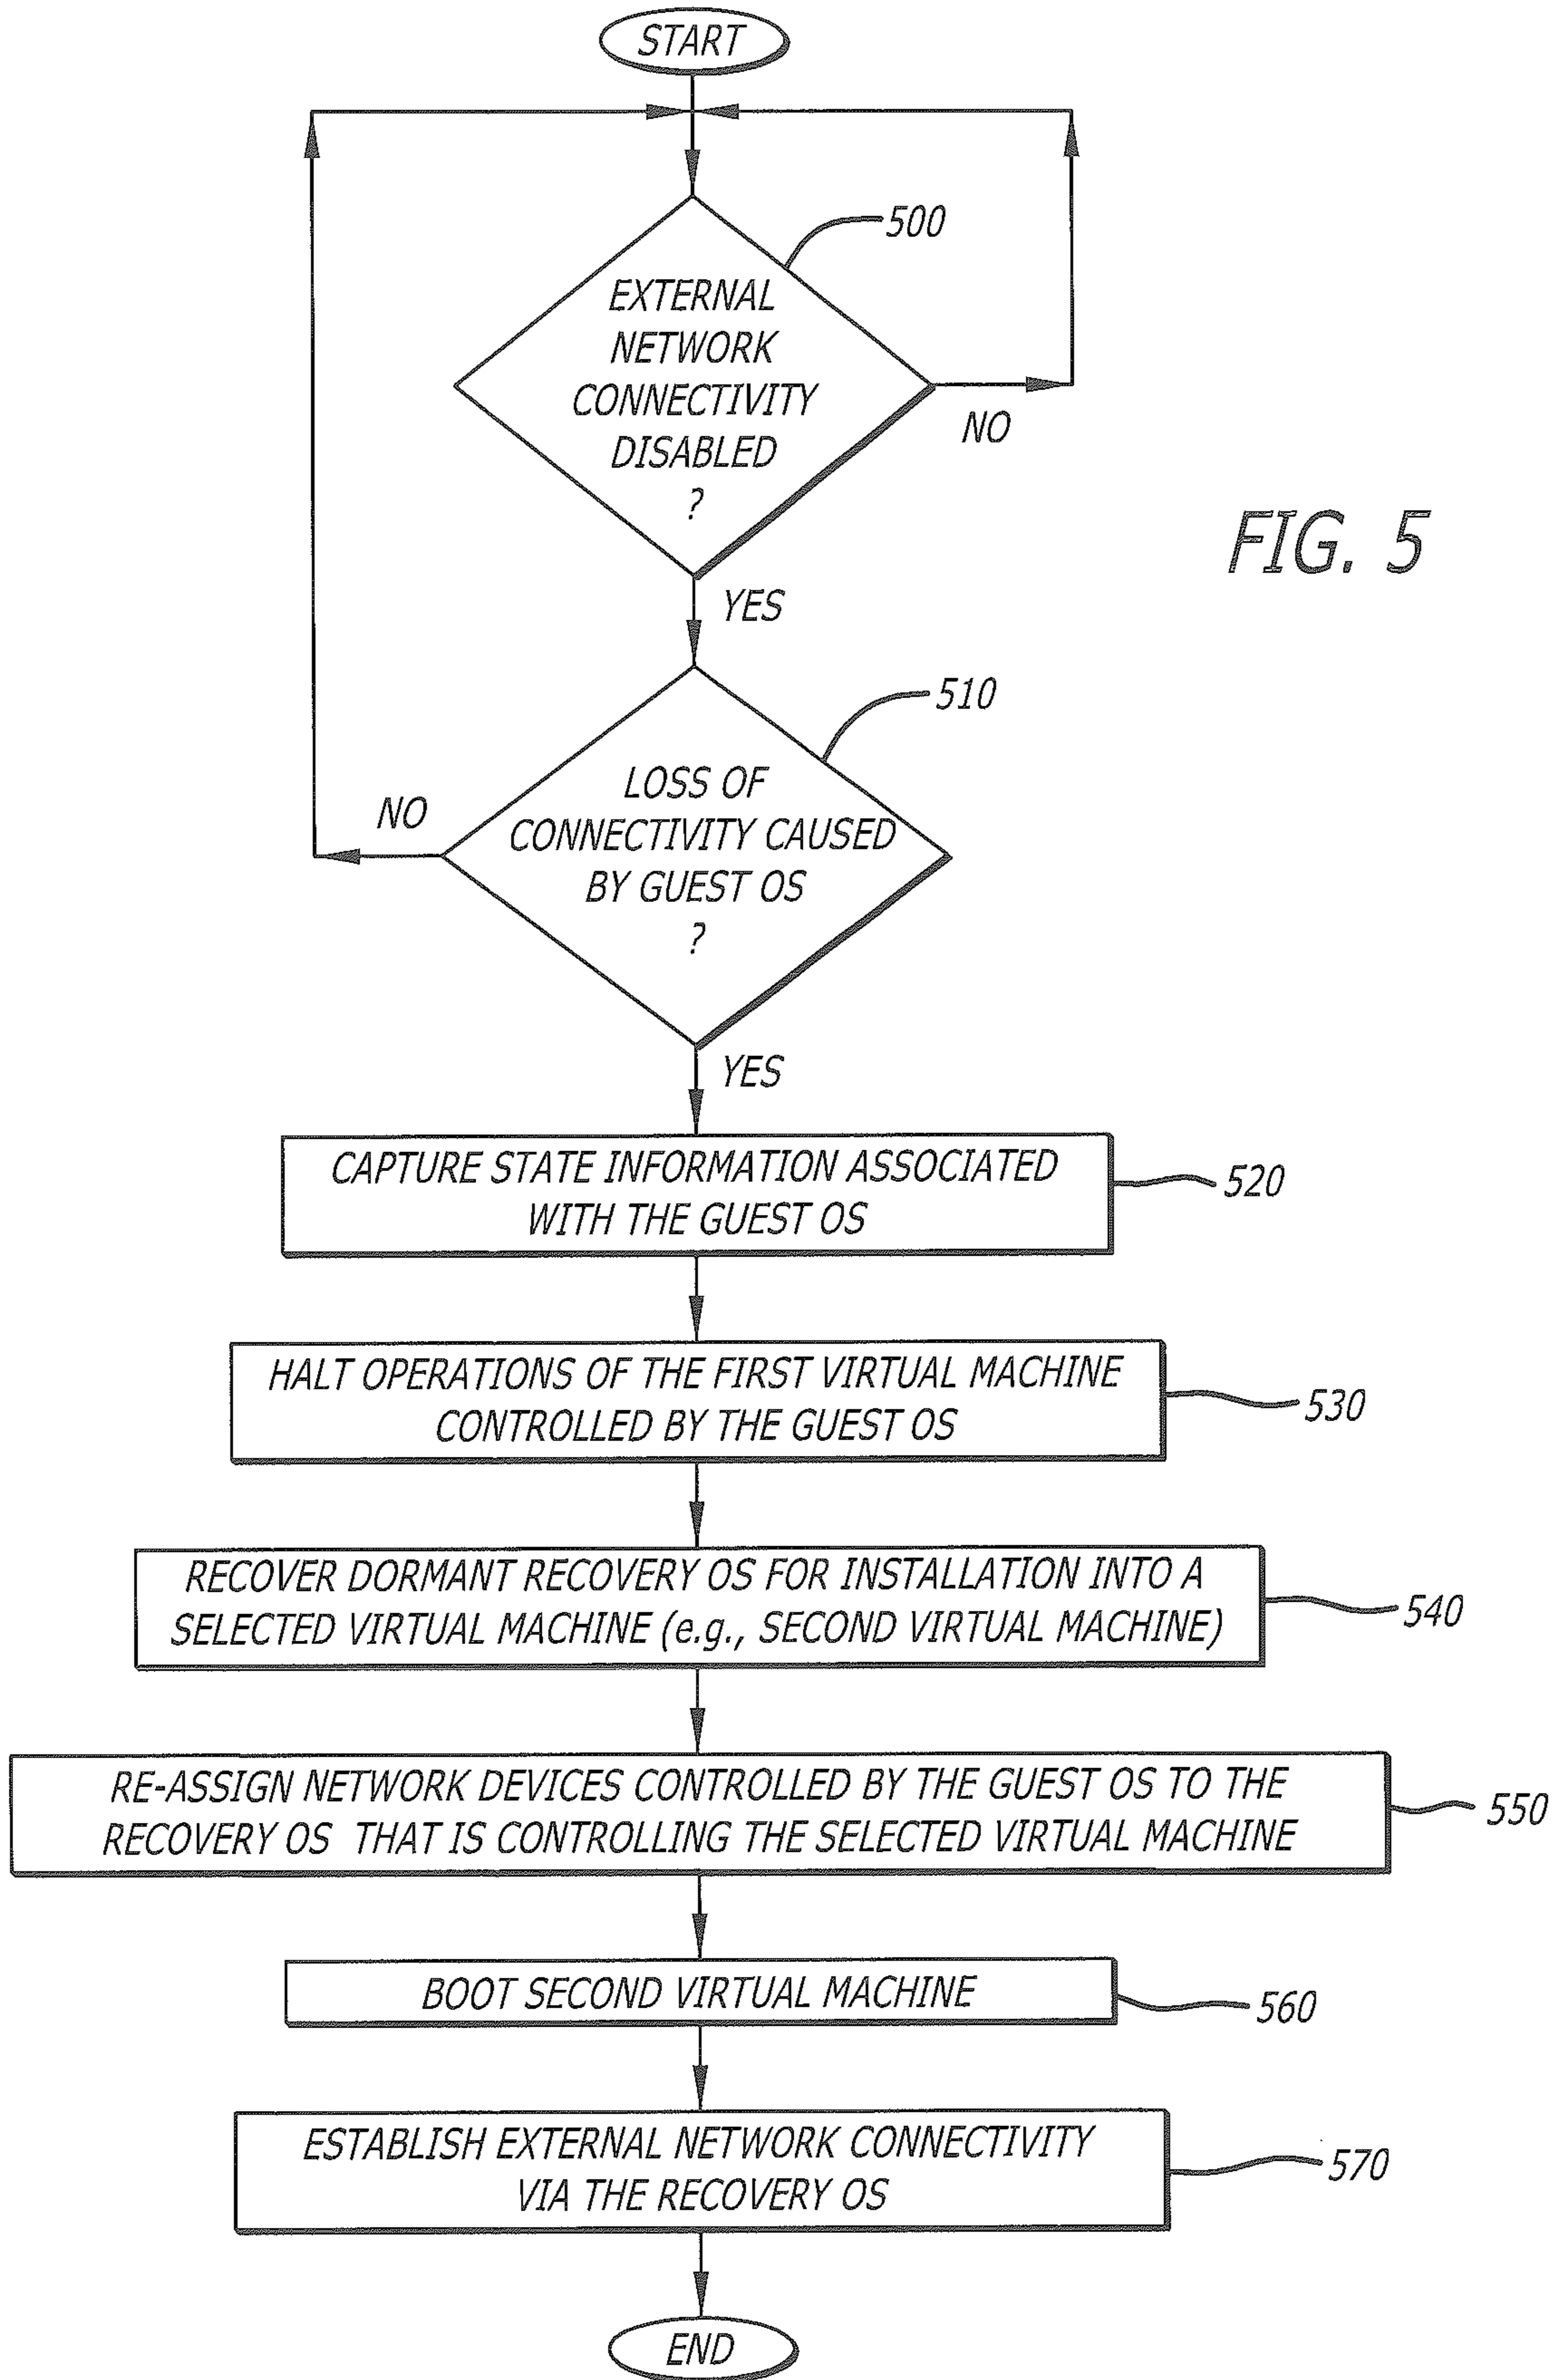 START
500
EXTERNAL
NETWORK
CONNECTIVITY
DISABLED
?
NO
FIG. 5
YES
510
LOSS OF
CONNECTIVITY CAUSED
BY GUEST OS
?
NO
YES
CAPTURE STATE INFORMATION ASSOCIATED
WITH THE GUEST OS
520
HALT OPERATIONS OF THE FIRST VIRTUAL MACHINE
CONTROLLED BY THE GUEST OS
530
RECOVER DORMANT RECOVERY OS FOR INSTALLATION INTO A
SELECTED VIRTUAL MACHINE (e.g., SECOND VIRTUAL MACHINE)
540
RE-ASSIGN NETWORK DEVICES CONTROLLED BY THE GUEST OS TO THE
RECOVERY OS THAT IS CONTROLLING THE SELECTED VIRTUAL MACHINE
550
BOOT SECOND VIRTUAL MACHINE
560
ESTABLISH EXTERNAL NETWORK CONNECTIVITY
VIA THE RECOVERY OS
570
END